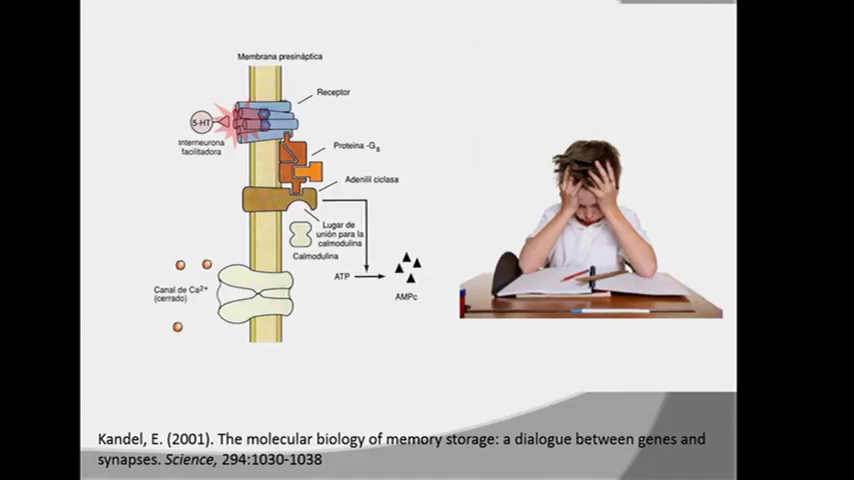 Membrana presináptica
Receptor
5-HT
Interneurona
facilitadora
Proteína -Gs
Adenilil ciclasa
Lugar de
unión para la
calmodulina
Calmodulina
ATP
AMPc
Canal de Ca2+
(cerrado)
Kandel, E. (2001). The molecular biology of memory storage: a dialogue between genes and
synapses. Science, 294:1030-1038